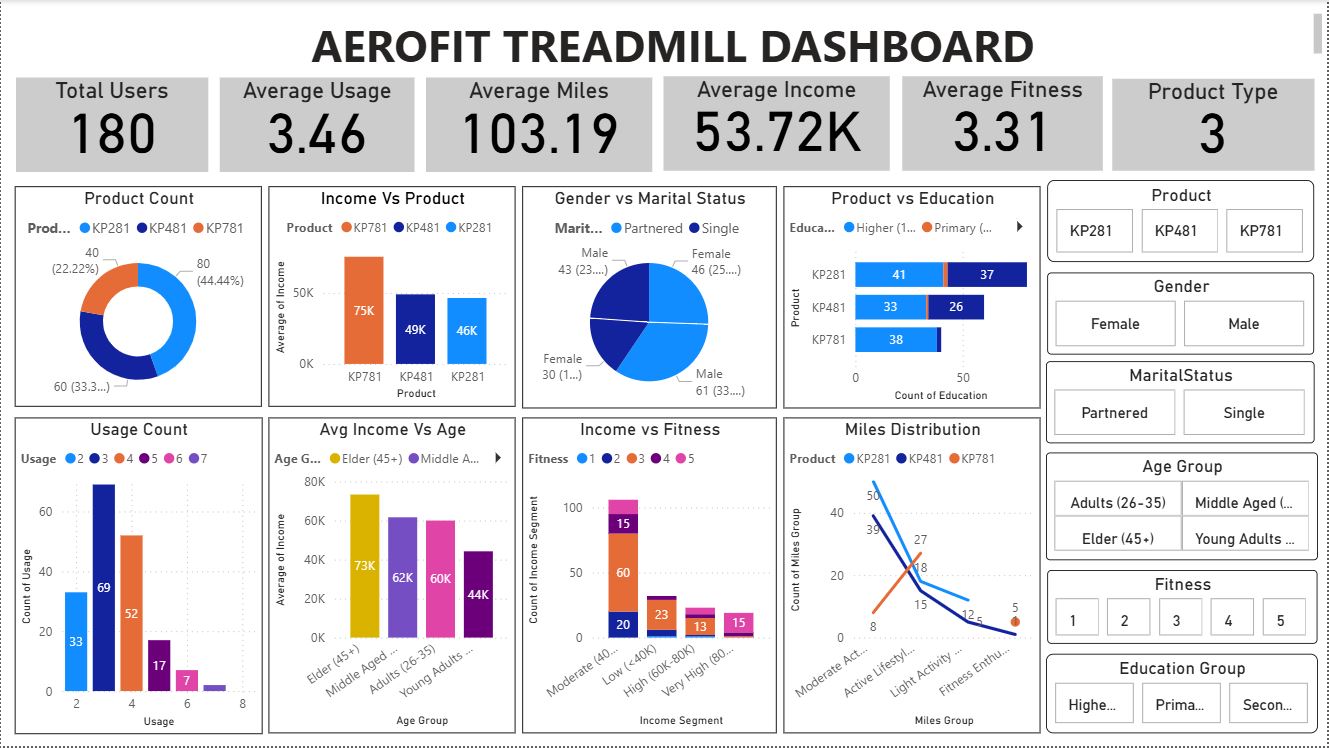 AEROFIT TREADMILL DASHBOARD
Total Users
180
Average Usage
3.46
Average Miles
103.19
Average Income
53.72K
Average Fitness
3.31
Product Type
3
Product Count
Prod... KP281 KP481 KP781
40
(22.22%)
80
(44.44%)
60 (33.3...)
Income Vs Product
Product KP781 KP481 KP281
Average of Income
50K
0K
75K
49K
46K
KP781 KP481 KP281
Product
Gender vs Marital Status
Marit... Partnered Single
Male
43 (23....)
Female
46 (25....)
Female
30 (1...)
Male
61 (33....)
Product vs Education
Educa... Higher (1... Primary (...
Product
KP281 41 37
KP481 33 26
KP781 38
0 50
Count of Education
Product
KP281 KP481 KP781
Gender
Female Male
MaritalStatus
Partnered Single
Usage Count
Usage 2 3 4 5 6 7
Count of Usage
60
40
20
0
33
69
52
17
7
2 4 6 8
Usage
Avg Income Vs Age
Age G... Elder (45+) Middle A...
Average of Income
80K
60K
40K
20K
0K
73K
62K
60K
44K
Elder (45+)
Middle Aged ...
Adults (26-35)
Young Adults ...
Age Group
Income vs Fitness
Fitness 1 2 3 4 5
Count of Income Segment
100
50
0
15
60
20
23
13
15
Moderate (40...
Low (<40K)
High (60K-80K)
Very High (80...
Income Segment
Miles Distribution
Product KP281 KP481 KP781
Count of Miles Group
40
20
0
50
39
8
27
18
15
12
5
5
1
Moderate Act...
Active Lifestyl...
Light Activity ...
Fitness Enthu...
Miles Group
Age Group
Adults (26-35) Middle Aged (...
Elder (45+) Young Adults ...
Fitness
1 2 3 4 5
Education Group
Highe... Prima... Secon...